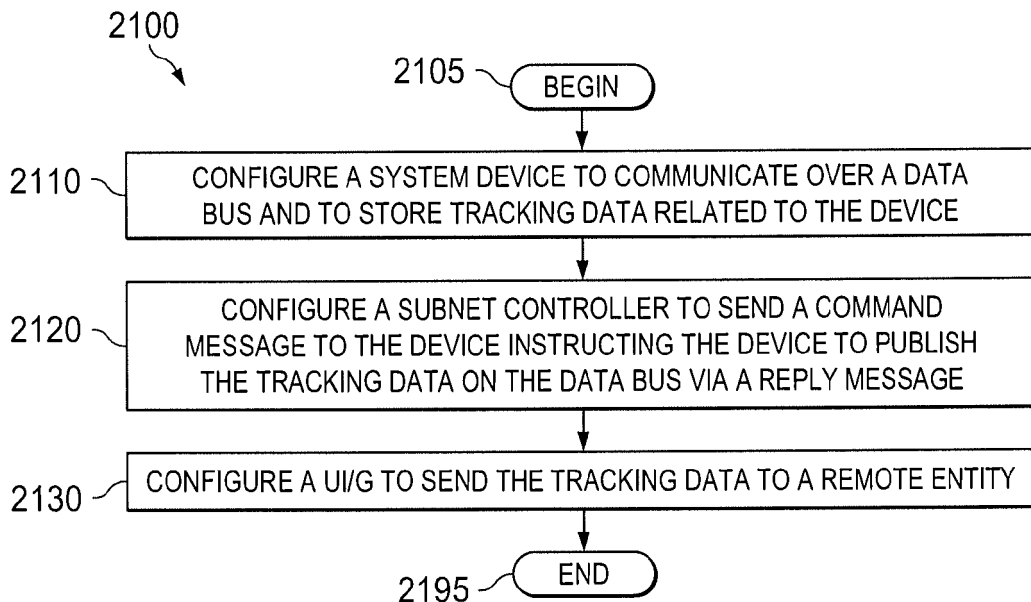 2100
2105
BEGIN
2110
CONFIGURE A SYSTEM DEVICE TO COMMUNICATE OVER A DATA
BUS AND TO STORE TRACKING DATA RELATED TO THE DEVICE
2120
CONFIGURE A SUBNET CONTROLLER TO SEND A COMMAND
MESSAGE TO THE DEVICE INSTRUCTING THE DEVICE TO PUBLISH
THE TRACKING DATA ON THE DATA BUS VIA A REPLY MESSAGE
2130
CONFIGURE A UI/G TO SEND THE TRACKING DATA TO A REMOTE ENTITY
END
2195